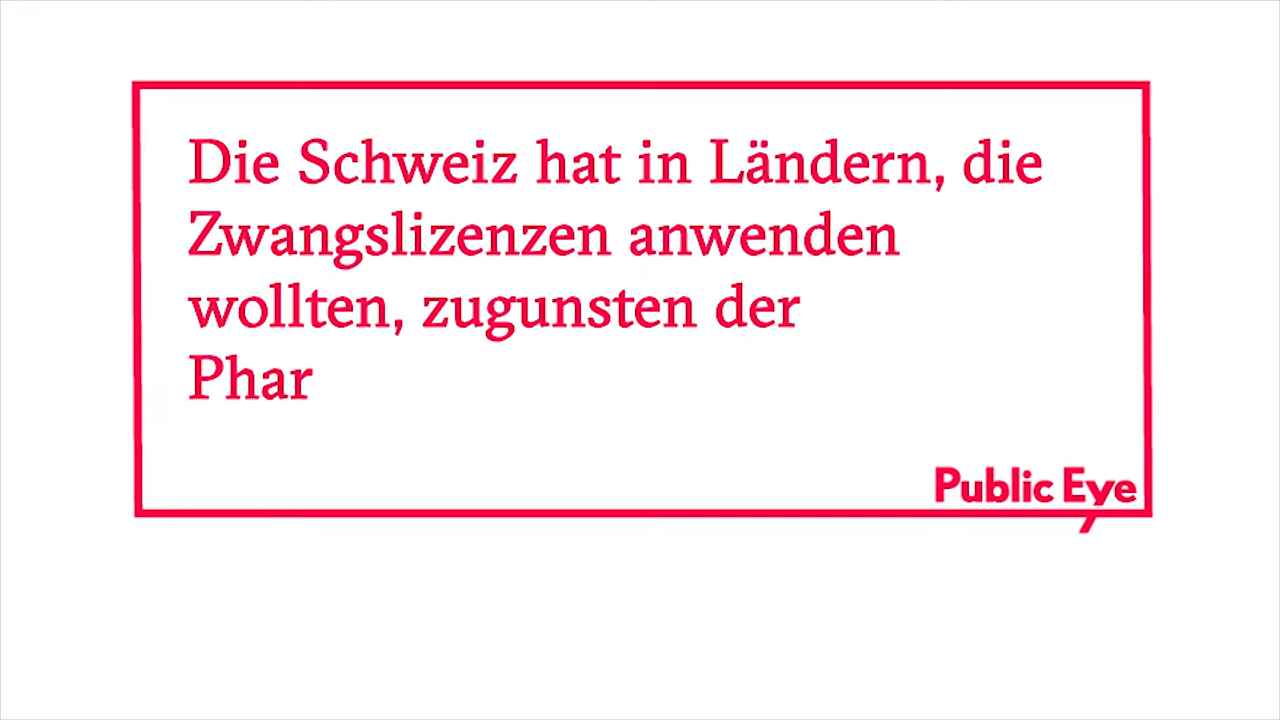 Die Schweiz hat in Ländern, die
Zwangslizenzen anwenden
wollten, zugunsten der
Phar
Public Eye